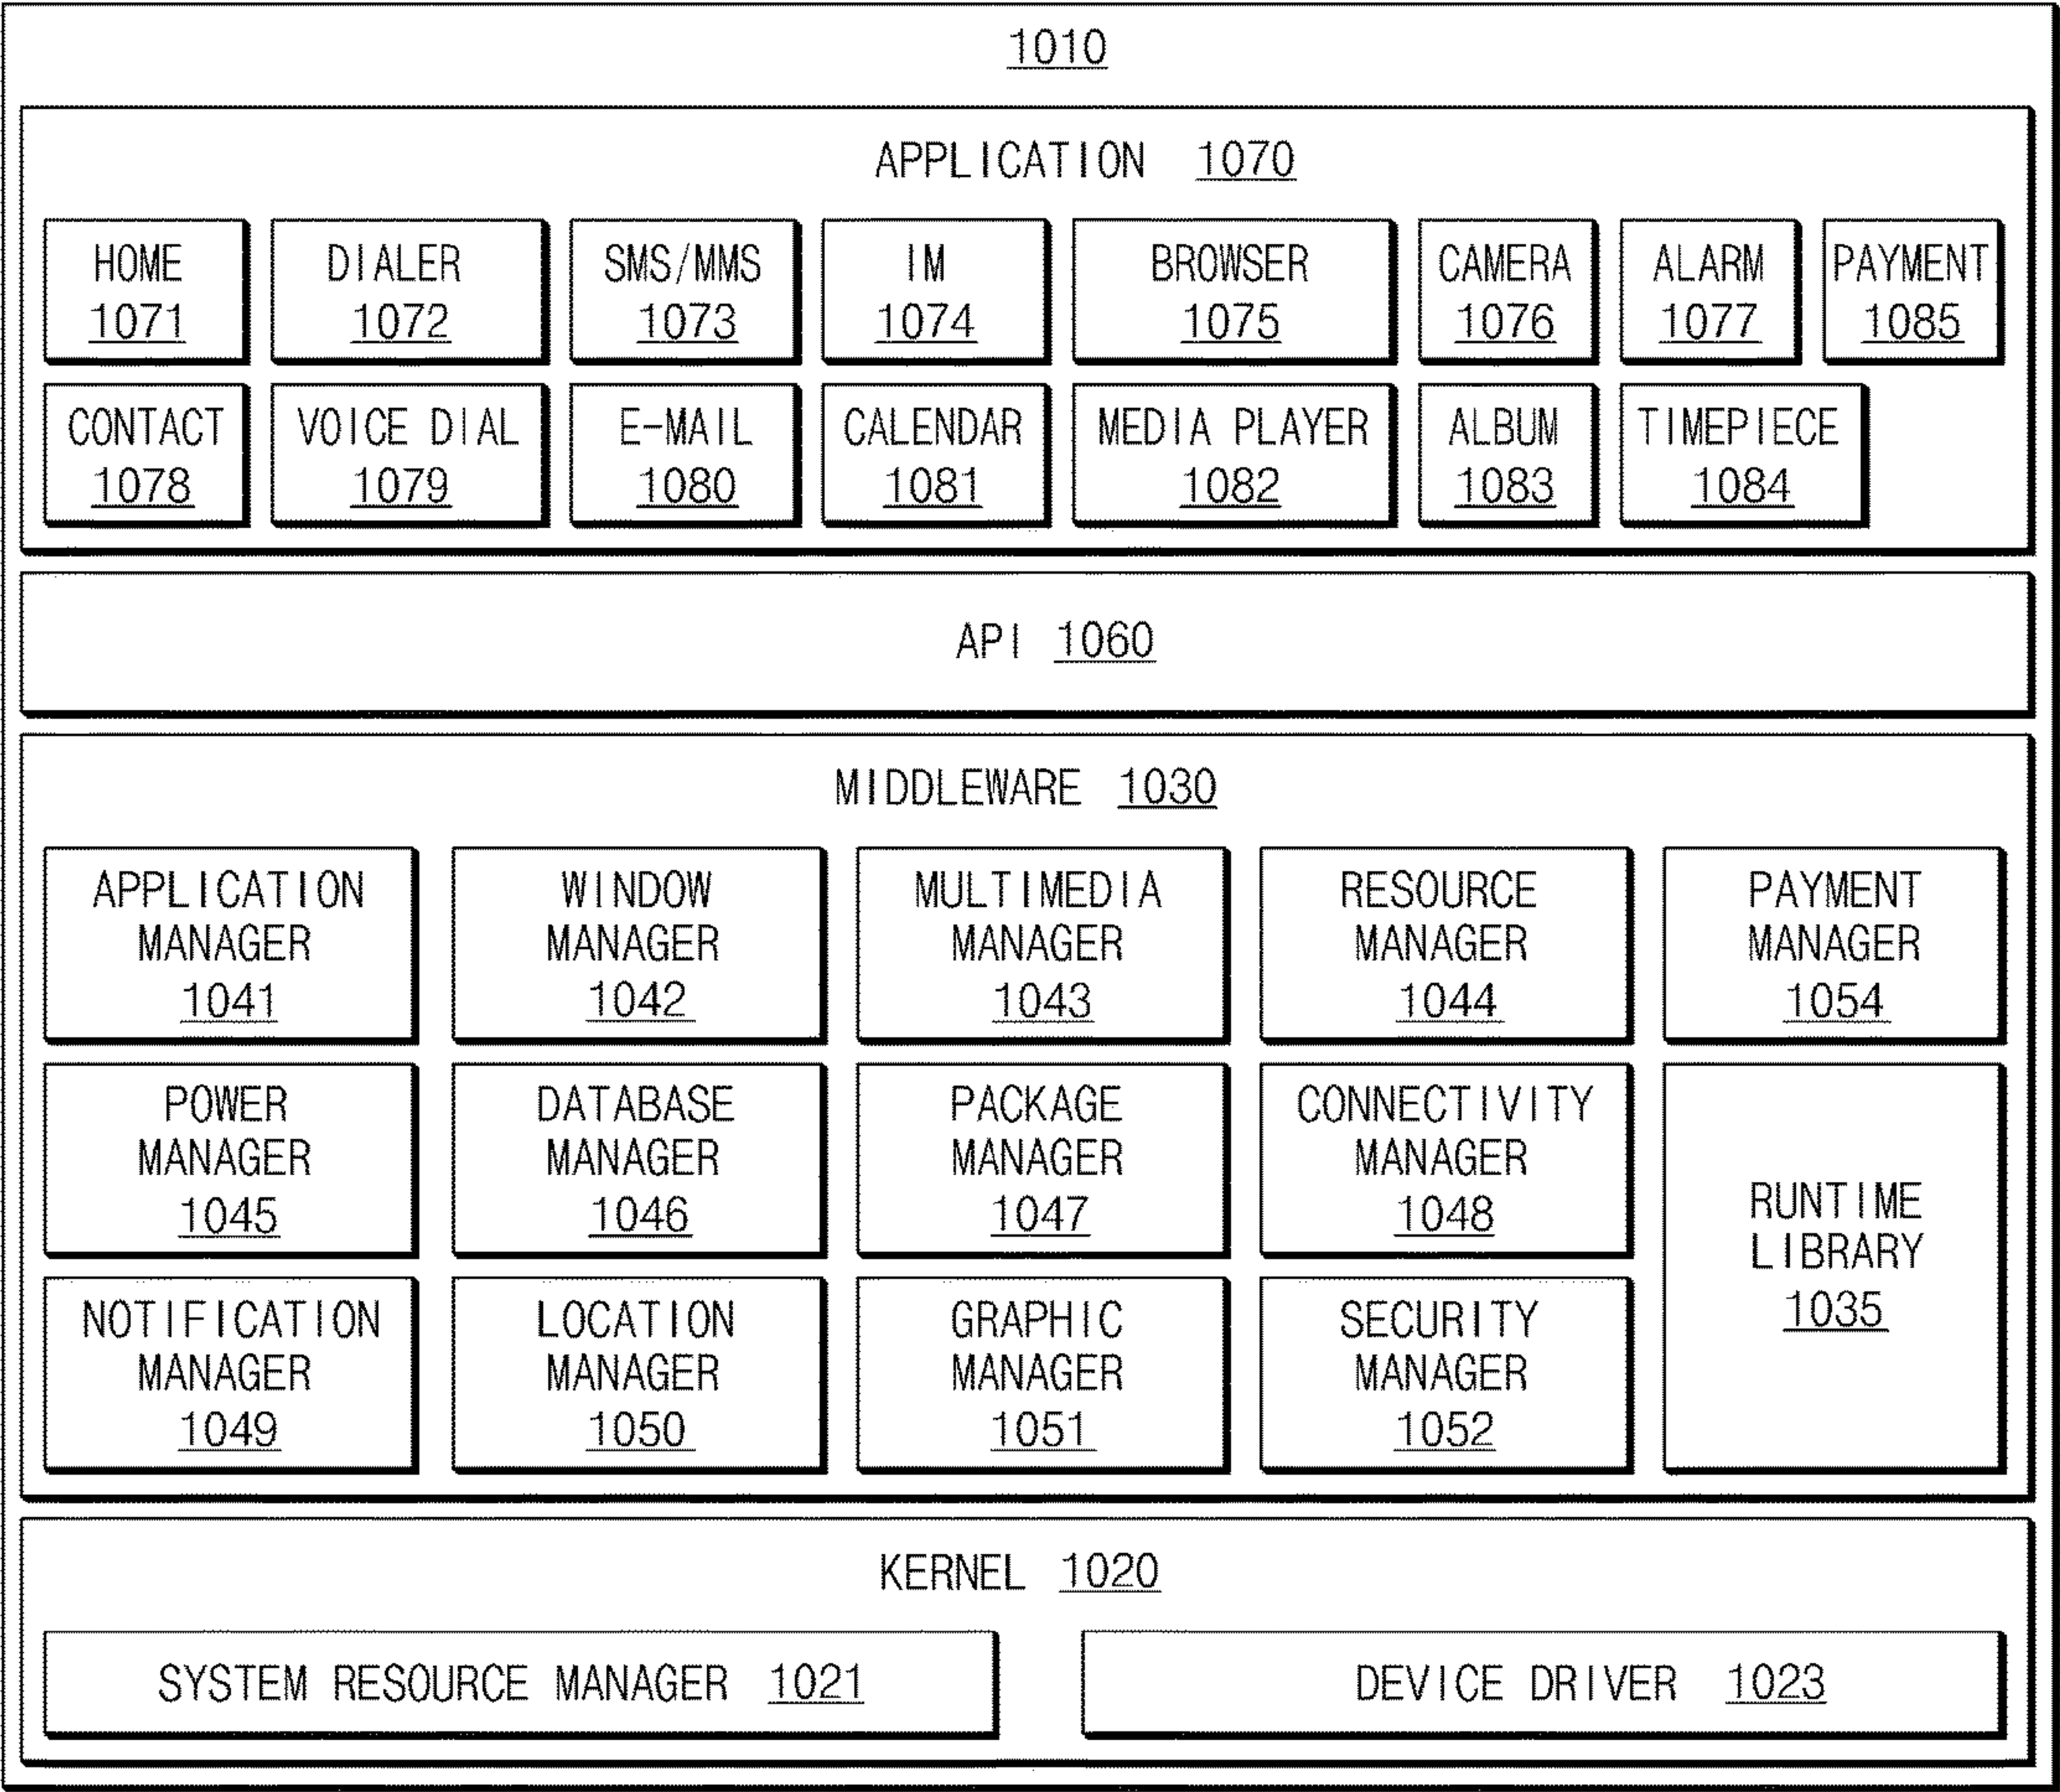 1010
APPLICATION 1070
HOME DIALER SMS/MMS IM BROWSER CAMERA ALARM PAYMENT
1071 1072 1073 1074 1075 1076 1077 1085
CONTACT VOICE DIAL E-MAIL CALENDAR MEDIA PLAYER ALBUM TIMEPIECE
1078 1079 1080 1081 1082 1083 1084
API 1060
MIDDLEWARE 1030
APPLICATION WINDOW MULTIMEDIA RESOURCE PAYMENT
MANAGER MANAGER MANAGER MANAGER MANAGER
1041 1042 1043 1044 1054
POWER DATABASE PACKAGE CONNECTIVITY
MANAGER MANAGER MANAGER MANAGER
1045 1046 1047 1048
RUNTIME
LIBRARY
1035
NOTIFICATION LOCATION GRAPHIC SECURITY
MANAGER MANAGER MANAGER MANAGER
1049 1050 1051 1052
KERNEL 1020
SYSTEM RESOURCE MANAGER 1021 DEVICE DRIVER 1023